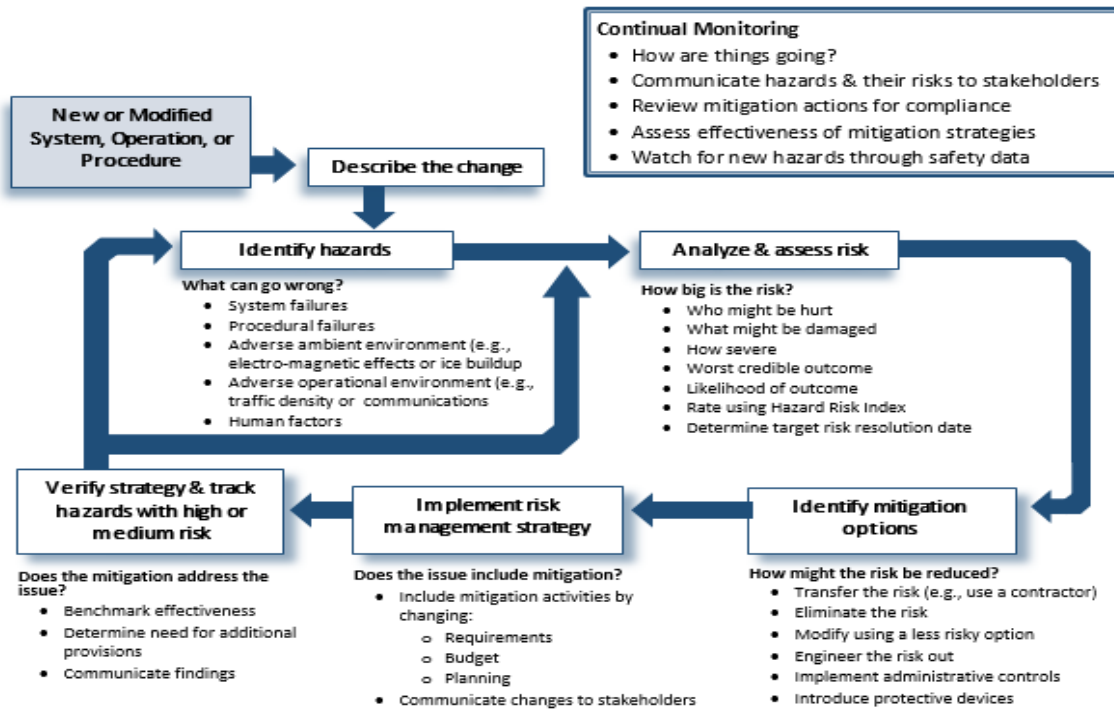 Continual Monitoring
• How are things going?
• Communicate hazards & their risks to stakeholders
• Review mitigation actions for compliance
• Assess effectiveness of mitigation strategies
• Watch for new hazards through safety data
New or Modified
System, Operation, or
Procedure
Describe the change
Identify hazards
What can go wrong?
• System failures
• Procedural failures
• Adverse ambient environment (e.g.,
electro-magnetic effects or ice buildup
• Adverse operational environment (e.g.,
traffic density or communications
• Human factors
Analyze & assess risk
How big is the risk?
• Who might be hurt
• What might be damaged
• How severe
• Worst credible outcome
• Likelihood of outcome
• Rate using Hazard Risk Index
• Determine target risk resolution date
Identify mitigation
options
How might the risk be reduced?
• Transfer the risk (e.g., use a contractor)
• Eliminate the risk
• Modify using a less risky option
• Engineer the risk out
• Implement administrative controls
• Introduce protective devices
Implement risk
management strategy
Does the issue include mitigation?
• Include mitigation activities by
changing:
o Requirements
o Budget
o Planning
• Communicate changes to stakeholders
Verify strategy & track
hazards with high or
medium risk
Does the mitigation address the
issue?
• Benchmark effectiveness
• Determine need for additional
provisions
• Communicate findings